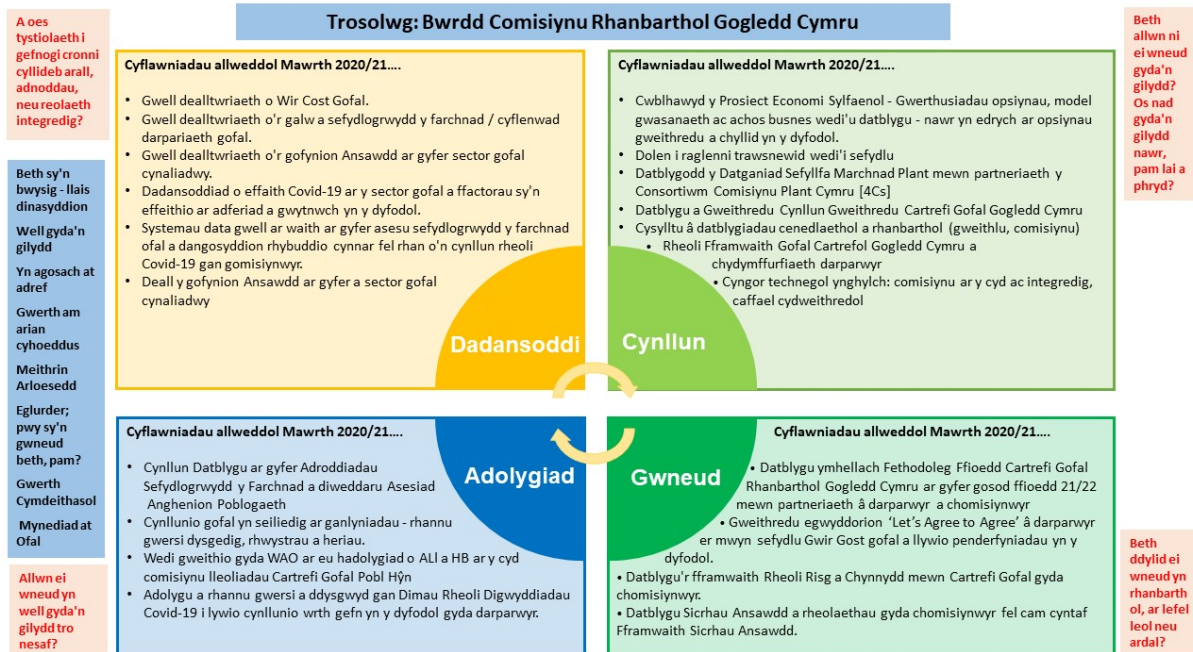 Trosolwg: Bwrdd Comisiynu Rhanbarthol Gogledd Cymru
A oes
tystiolaeth i
gefnogi cronni
cyllideb arall,
adnoddau,
neu reolaeth
integredig?
Beth sy'n
bwysig - llais
dinasyddion
Well gyda'n
gilydd
Yn agosach at
adref
Gwerth am
arian
cyhoeddus
Meithrin
Arloesedd
Eglurder;
pwy sy'n
gwneud
beth, pam?
Gwerth
Cymdeithasol
Mynediad at
Ofal
Allwn ei
wneud yn
well gyda'n
gilydd tro
nesaf?
Cyflawniadau allweddol Mawrth 2020/21....
• Gwell dealltwriaeth o Wir Cost Gofal.
• Gwell dealltwriaeth o'r galw a sefydlogrwydd y farchnad / cyflenwad
darpariaeth gofal.
• Gwell dealltwriaeth o'r gofynion Ansawdd ar gyfer sector gofal
cynaliadwy.
• Dadansoddiad o effaith Covid-19 ar y sector gofal a ffactorau sy'n
effeithio ar adferiad a gwytnwch yn y dyfodol.
• Systemau data gwell ar waith ar gyfer asesu sefydlogrwydd y farchnad
ofal a dangosyddion rhybuddio cynnar fel rhan o'n cynllun rheoli
Covid-19 gan gomisiynwyr.
• Deall y gofynion Ansawdd ar gyfer a sector gofal
cynaliadwy
Dadansoddi
Cyflawniadau allweddol Mawrth 2020/21....
• Cwblhawyd y Prosiect Economi Sylfaenol - Gwerthusiadau opsiynau, model
gwasanaeth ac achos busnes wedi'u datblygu - nawr yn edrych ar opsiynau
gweithredu a chyllid yn y dyfodol.
• Dolen i raglenni trawsnewid wedi'i sefydlu
• Datblygodd y Datganiad Sefyllfa Marchnad Plant mewn partneriaeth y
Consortiwm Comisiynu Plant Cymru [4Cs]
• Datblygu a Gweithredu Cynllun Gweithredu Cartrefi Gofal Gogledd Cymru
• Cysylltu â datblygiadau cenedlaethol a rhanbarthol (gweithlu, comisiynu)
• Rheoli Fframwaith Gofal Cartrefol Gogledd Cymru a
chydymffurfiaeth darparwyr
• Cyngor technegol ynghylch: comisiynu ar y cyd ac integredig,
caffael cydweithredol
Cynllun
Cyflawniadau allweddol Mawrth 2020/21....
• Cynllun Datblygu ar gyfer Adroddiadau
Sefydlogrwydd y Farchnad a diweddaru Asesiad
Anghenion Poblogaeth
• Cynllunio gofal yn seiliedig ar ganlyniadau - rhannu
gwersi dysgedig, rhwystrau a heriau.
• Wedi gweithio gyda WAO ar eu hadolygiad o ALl a HB ar y cyd
comisiynu lleoliadau Cartrefi Gofal Pobl Hŷn
• Adolygu a rhannu gwersi a ddysgwyd gan Dimau Rheoli Digwyddiadau
Covid-19 i lywio cynllunio wrth gefn yn y dyfodol gyda darparwyr.
Adolygiad
Cyflawniadau allweddol Mawrth 2020/21....
• Datblygu ymhellach Fethodoleg Ffioedd Cartrefi Gofal
Rhanbarthol Gogledd Cymru ar gyfer gosod ffioedd 21/22
mewn partneriaeth â darparwyr a chomisiynwyr
• Gweithredu egwyddorion 'Let's Agree to Agree' â darparwyr
er mwyn sefydlu Gwir Gost gofal a llywio penderfyniadau yn y
dyfodol.
• Datblygu'r fframwaith Rheoli Risg a Chynnydd mewn Cartrefi Gofal gyda
chomisiynwyr.
• Datblygu Sicrhau Ansawdd a rheolaethau gyda chomisiynwyr fel cam cyntaf
Fframwaith Sicrhau Ansawdd.
Gwneud
Beth
allwn ni
ei wneud
gyda'n
gilydd?
Os nad
gyda'n
gilydd
nawr,
pam lai a
phryd?
Beth
ddylid ei
wneud yn
rhanbarth
ol, ar lefel
leol neu
ardal?